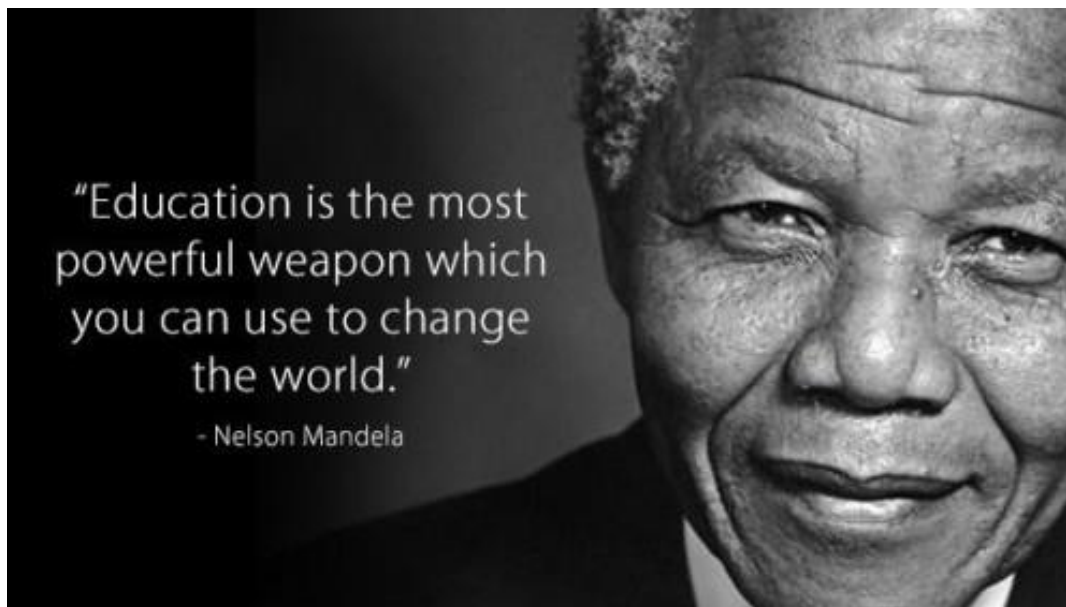 “Education is the most
powerful weapon which
you can use to change
the world.”
- Nelson Mandela